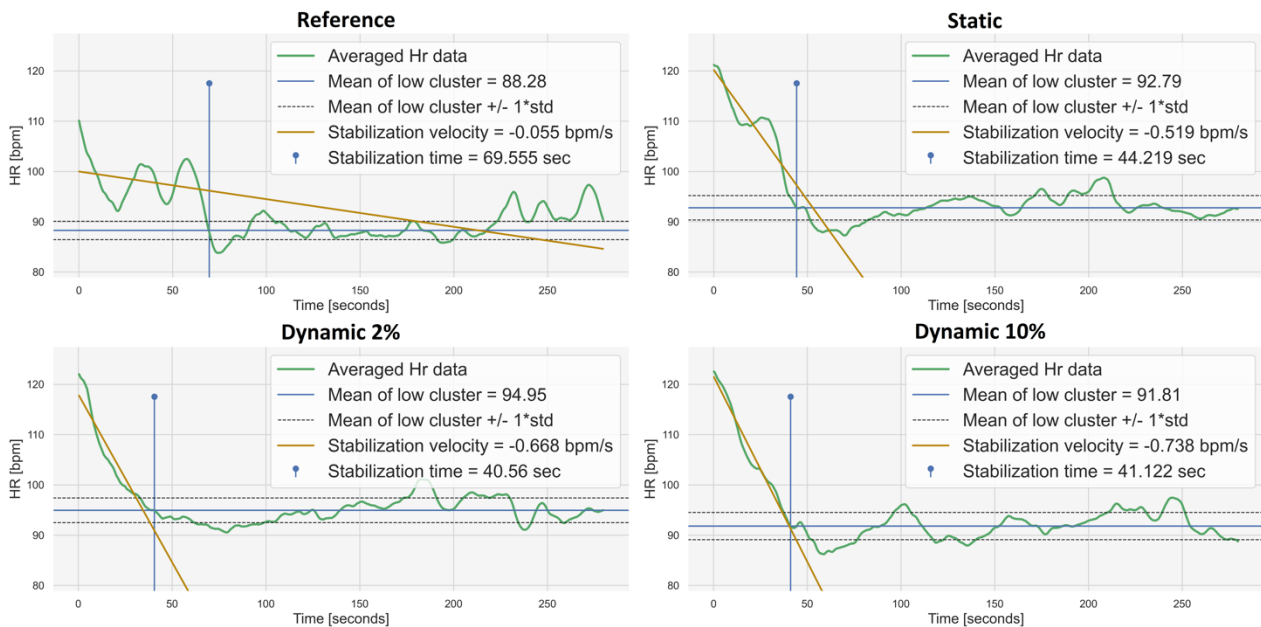 Reference
120
110
100
90
80
HR [bpm]
Averaged Hr data
Mean of low cluster = 88.28
Mean of low cluster +/- 1*std
Stabilization velocity = -0.055 bpm/s
Stabilization time = 69.555 sec
0 50 100 150 200 250
Time [seconds]
Static
120
110
100
90
80
HR [bpm]
Averaged Hr data
Mean of low cluster = 92.79
Mean of low cluster +/- 1*std
Stabilization velocity = -0.519 bpm/s
Stabilization time = 44.219 sec
0 50 100 150 200 250
Time [seconds]
Dynamic 2%
120
110
100
90
80
HR [bpm]
Averaged Hr data
Mean of low cluster = 94.95
Mean of low cluster +/- 1*std
Stabilization velocity = -0.668 bpm/s
Stabilization time = 40.56 sec
0 50 100 150 200 250
Time [seconds]
Dynamic 10%
120
110
100
90
80
HR [bpm]
Averaged Hr data
Mean of low cluster = 91.81
Mean of low cluster +/- 1*std
Stabilization velocity = -0.738 bpm/s
Stabilization time = 41.122 sec
0 50 100 150 200 250
Time [seconds]